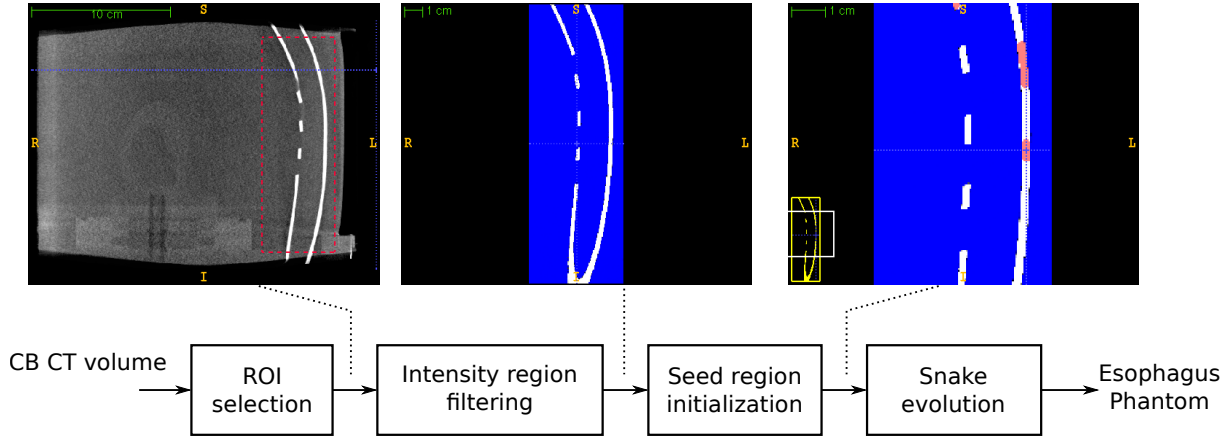 10 cm
S
R
L
I
1 cm
S
R
L
I
1 cm
S
R
L
I
CB CT volume
ROI
selection
Intensity region
filtering
Seed region
initialization
Snake
evolution
Esophagus
Phantom